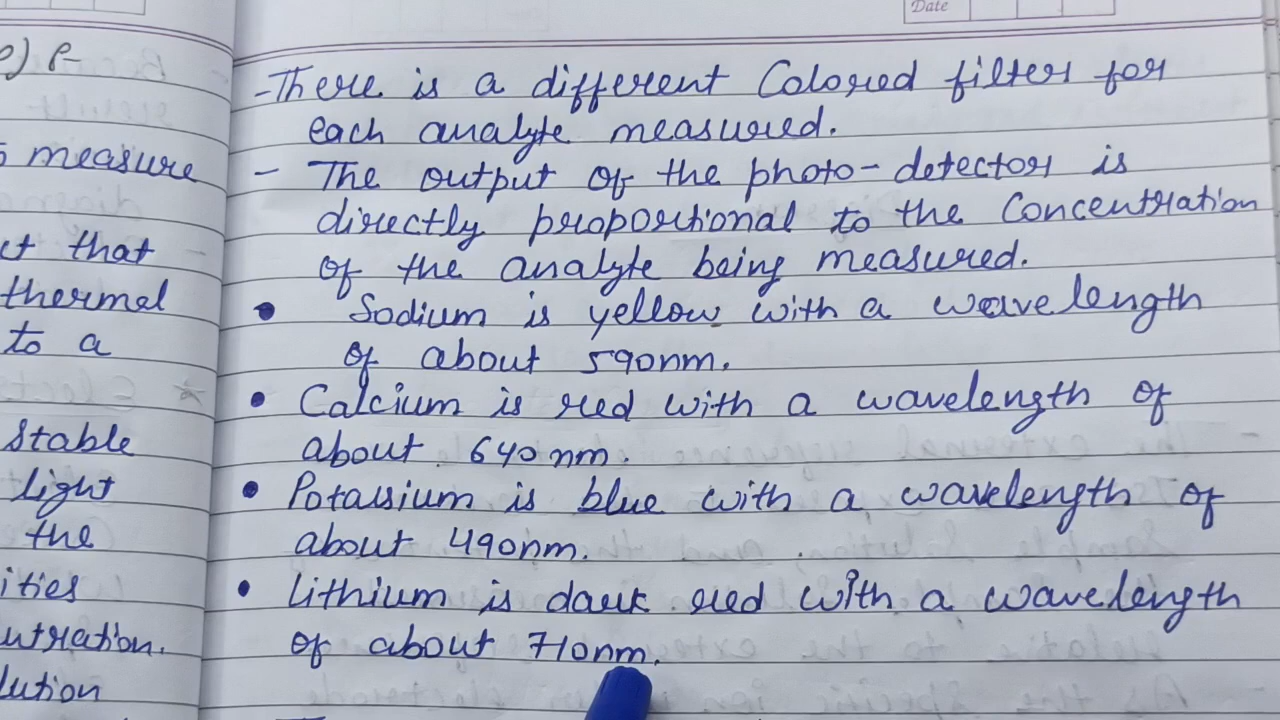 Date
e) P-
-There is a different Colored filter for
each analyte measured.
measure
- The output of the photo-detector is
directly proportional to the Concentration
of the analyte being measured.
ct that
thermal
to a
• Sodium is yellow with a wavelength
of about 590nm.
• Calcium is red with a wavelength of
about 640nm.
Stable
light
the
• Potassium is blue with a wavelength of
about 490nm.
ities
ntration.
lution
• Lithium is dark red with a wavelength
of about 710nm.